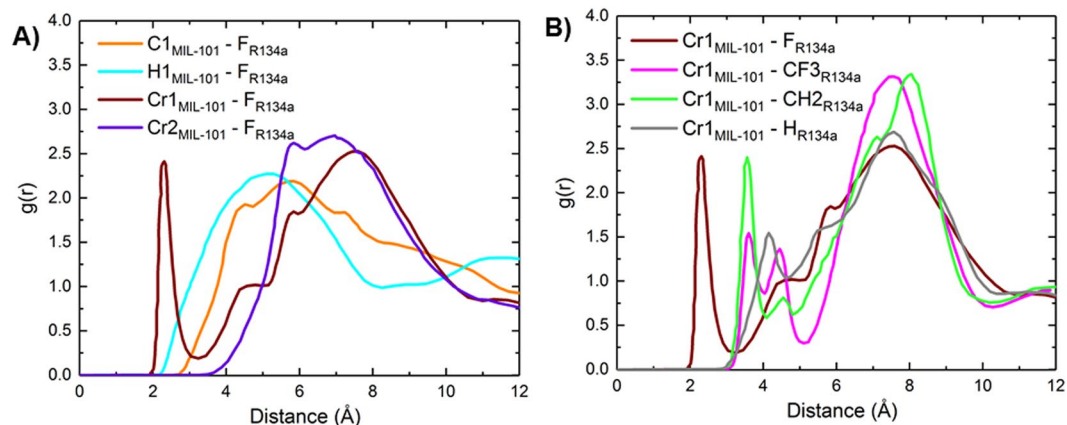 A)
C1MIL-101 - FR134a
H1MIL-101 - FR134a
Cr1MIL-101 - FR134a
Cr2MIL-101 - FR134a
g(r)
4.0
3.5
3.0
2.5
2.0
1.5
1.0
0.5
0.0
0 2 4 6 8 10 12
Distance (Å)
B)
Cr1MIL-101 - FR134a
Cr1MIL-101 - CF3R134a
Cr1MIL-101 - CH2R134a
Cr1MIL-101 - HR134a
g(r)
4.0
3.5
3.0
2.5
2.0
1.5
1.0
0.5
0.0
0 2 4 6 8 10 12
Distance (Å)